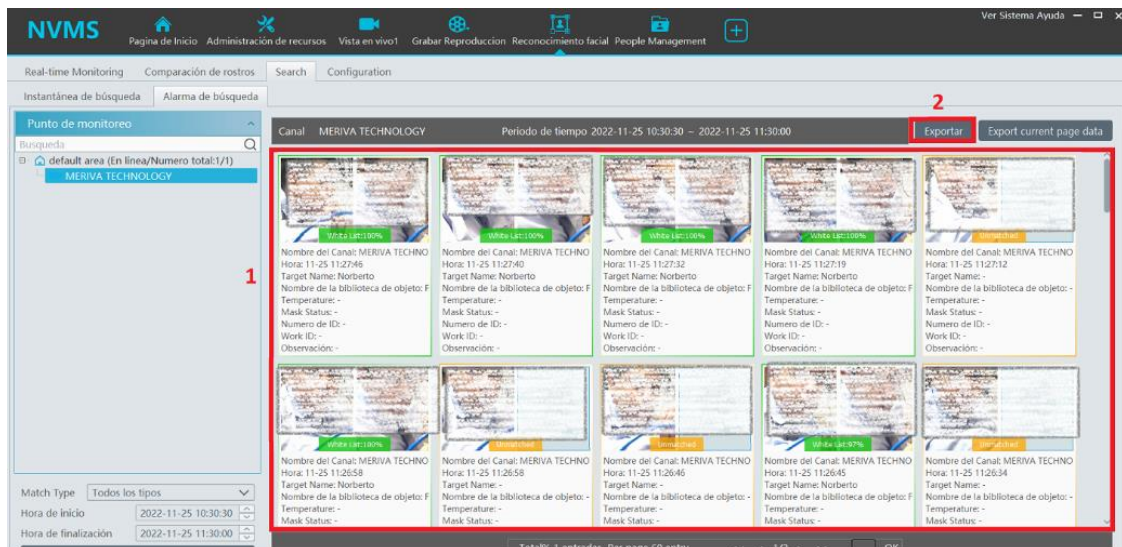 NVMS
Pagina de Inicio Administración de recursos Vista en vivo1 Grabar Reproduccion Reconocimiento facial People Management
Ver Sistema Ayuda
Real-time Monitoring Comparación de rostros Search Configuration
Instantánea de búsqueda Alarma de búsqueda
2
Punto de monitoreo
Canal MERIVA TECHNOLOGY Periodo de tiempo 2022-11-25 10:30:30 ~ 2022-11-25 11:30:00 Exportar Export current page data
Busqueda
default area (En linea/Numero total:1/1)
MERIVA TECHNOLOGY
1
White List:100% White List:100% White List:100% White List:100% Unmatched
Nombre del Canal: MERIVA TECHNO Nombre del Canal: MERIVA TECHNO Nombre del Canal: MERIVA TECHNO Nombre del Canal: MERIVA TECHNO Nombre del Canal: MERIVA TECHNO
Hora: 11-25 11:27:46 Hora: 11-25 11:27:40 Hora: 11-25 11:27:32 Hora: 11-25 11:27:19 Hora: 11-25 11:27:12
Target Name: Norberto Target Name: Norberto Target Name: Norberto Target Name: Norberto Target Name: -
Nombre de la biblioteca de objeto: F Nombre de la biblioteca de objeto: F Nombre de la biblioteca de objeto: F Nombre de la biblioteca de objeto: F Nombre de la biblioteca de objeto: -
Temperature: - Temperature: - Temperature: - Temperature: - Temperature: -
Mask Status: - Mask Status: - Mask Status: - Mask Status: - Mask Status: -
Numero de ID: - Numero de ID: - Numero de ID: - Numero de ID: - Numero de ID: -
Work ID: - Work ID: - Work ID: - Work ID: - Work ID: -
Observación: - Observación: - Observación: - Observación: - Observación: -
White List:100% Unmatched Unmatched White List:97% Unmatched
Nombre del Canal: MERIVA TECHNO Nombre del Canal: MERIVA TECHNO Nombre del Canal: MERIVA TECHNO Nombre del Canal: MERIVA TECHNO Nombre del Canal: MERIVA TECHNO
Hora: 11-25 11:26:58 Hora: 11-25 11:26:58 Hora: 11-25 11:26:46 Hora: 11-25 11:26:45 Hora: 11-25 11:26:34
Target Name: Norberto Target Name: - Target Name: - Target Name: Norberto Target Name: -
Nombre de la biblioteca de objeto: F Nombre de la biblioteca de objeto: - Nombre de la biblioteca de objeto: - Nombre de la biblioteca de objeto: F Nombre de la biblioteca de objeto: -
Temperature: - Temperature: - Temperature: - Temperature: - Temperature: -
Mask Status: - Mask Status: - Mask Status: - Mask Status: - Mask Status: -
Match Type Todos los tipos
Hora de inicio 2022-11-25 10:30:30
Hora de finalización 2022-11-25 11:30:00